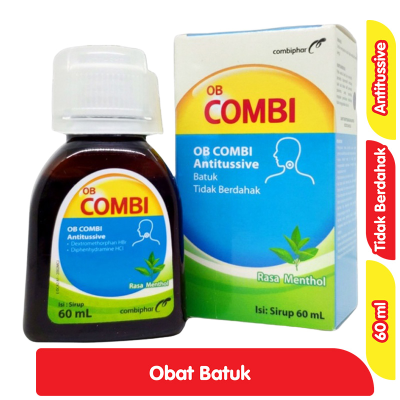 combiphar
OB
COMBI
OB COMBI
Antitussive
Batuk
Tidak Berdahak
Rasa Menthol
Isi: Sirup 60 mL
OB
COMBI
OB COMBI
Antitussive
• Dextromethorphan HBr
• Diphenhydramine HCl
Rasa Menthol
Isi : Sirup
60 mL
combiphar
Antitussive
Tidak Berdahak
60 ml
Obat Batuk